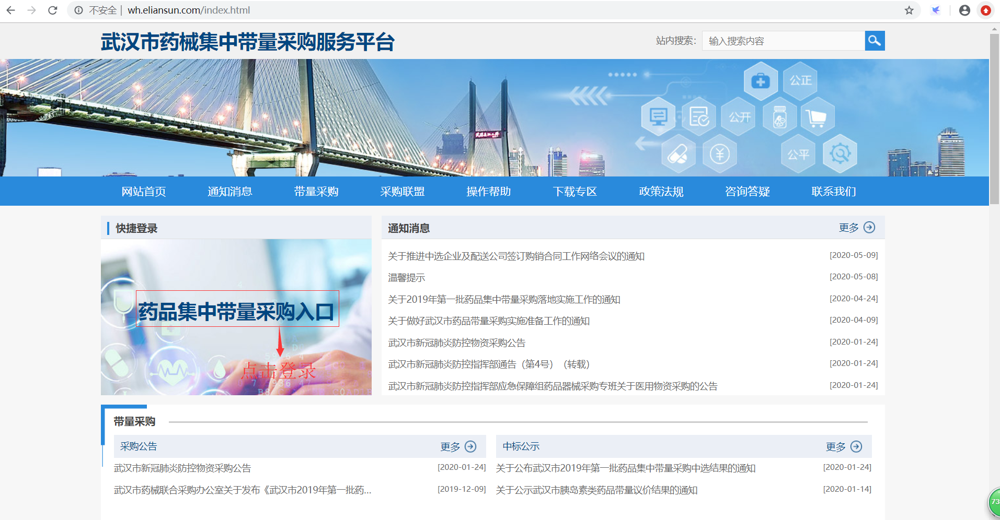 不安全 | wh.eliansun.com/index.html
武汉市药械集中带量采购服务平台
站内搜索: 输入搜索内容
公正
公开
公平
网站首页 通知消息 带量采购 采购联盟 操作帮助 下载专区 政策法规 咨询答疑 联系我们
快捷登录
药品集中带量采购入口
点击登录
通知消息 更多
关于推进中选企业及配送公司签订购销合同工作网络会议的通知 [2020-05-09]
温馨提示 [2020-05-08]
关于2019年第一批药品集中带量采购落地实施工作的通知 [2020-04-24]
关于做好武汉市药品带量采购实施准备工作的通知 [2020-04-09]
武汉市新冠肺炎防控物资采购公告 [2020-01-24]
武汉市新冠肺炎防控指挥部通告（第4号）（转载） [2020-01-24]
武汉市新冠肺炎防控指挥部应急保障组药品器械采购专班关于医用物资采购的公告 [2020-01-24]
带量采购
采购公告 更多
武汉市新冠肺炎防控物资采购公告 [2020-01-24]
武汉市药械联合采购办公室关于发布《武汉市2019年第一批药... [2019-12-09]
中标公示 更多
关于公布武汉市2019年第一批药品集中带量采购中选结果的通知 [2020-01-24]
关于公示武汉市胰岛素类药品带量议价结果的通知 [2020-01-14]
73